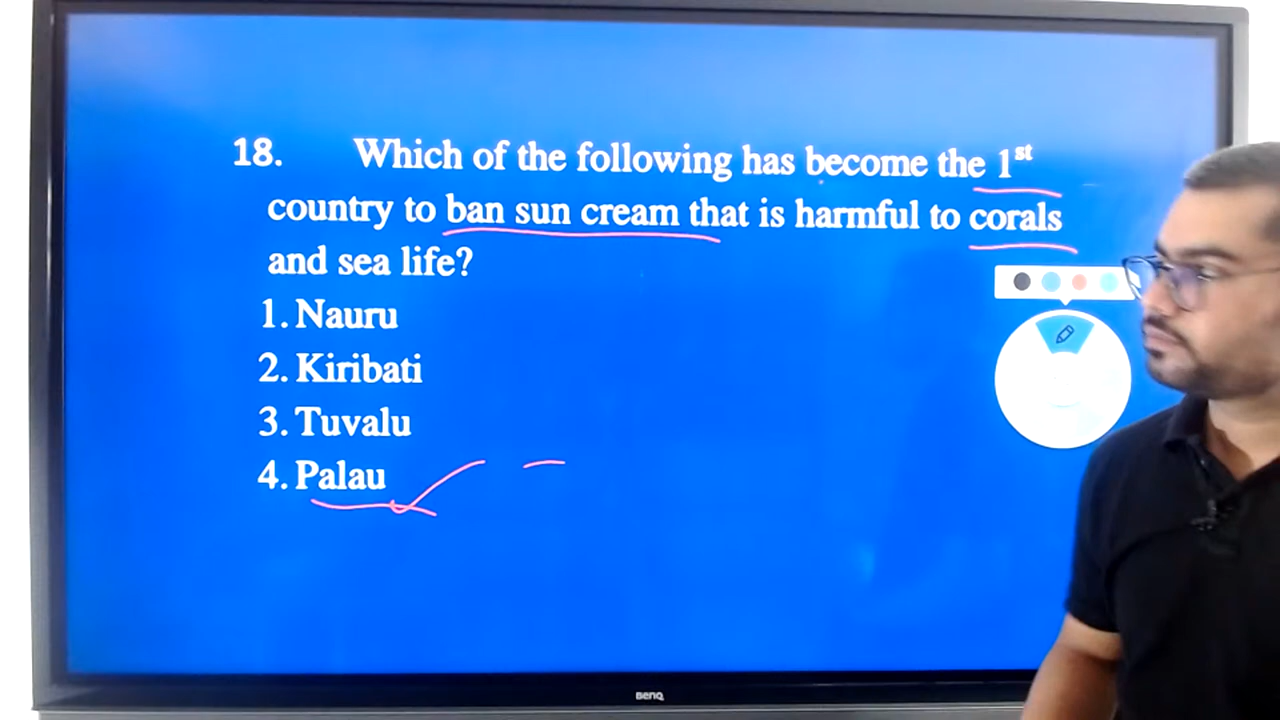 18. Which of the following has become the 1st
country to ban sun cream that is harmful to corals
and sea life?
1. Nauru
2. Kiribati
3. Tuvalu
4. Palau
BenQ